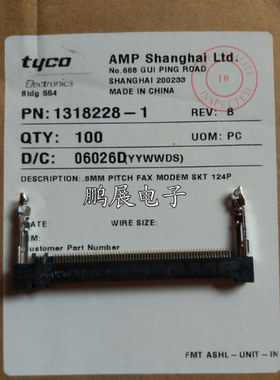 tyco
Electronics
Bldg 554
AMP Shanghai Ltd.
No.668 GUI PING ROAD
SHANGHAI 200233
MADE IN CHINA
10
PN:1318228-1
REV: B
QTY: 100
UOM: PC
D/C: 06026D(YYWWDS)
DESCRIPTION:.8MM PITCH FAX MODEM SKT 124P
DATE:
WIRE SIZE:
鹏展电子
Customer Part Number
AMP
FMT ASHL-UNIT-IN